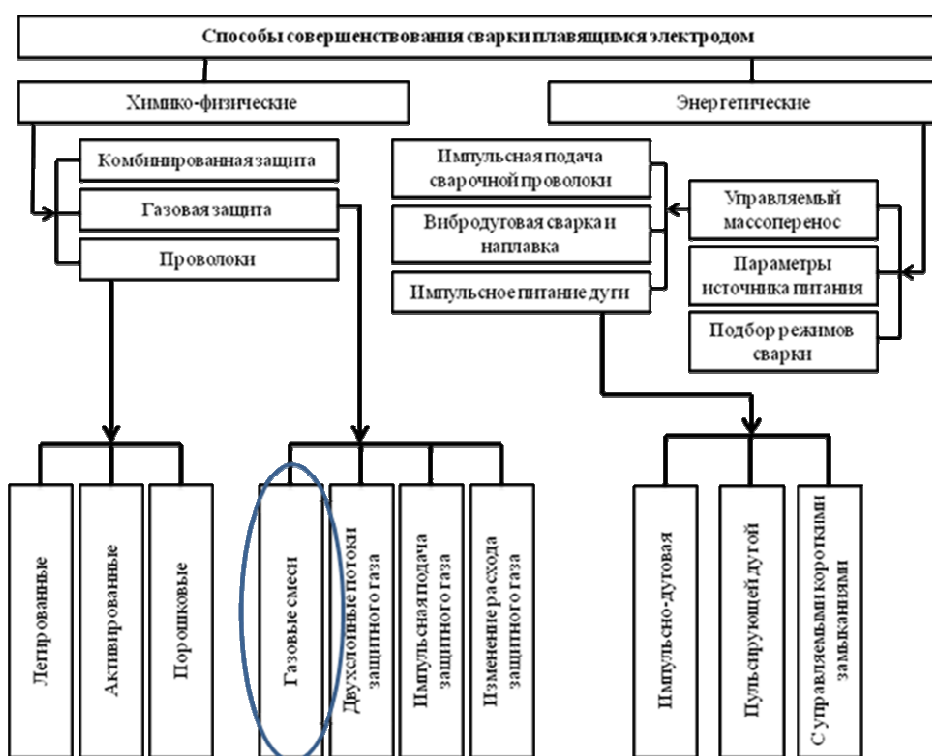 Способы совершенствования сварки плавящимся электродом
Химико-физические
Энергетические
Комбинированная защита
Газовая защита
Проволоки
Импульсная подача
сварочной проволоки
Вибродуговая сварка и
наплавка
Импульсное питание дуги
Управляемый
массоперенос
Параметры
источника питания
Подбор режимов
сварки
Легированные
Активированные
Порошковые
Газовые смеси
Двухслойные потоки
защитного газа
Импульсная подача
защитного газа
Изменение расхода
защитного газа
Импульсно-дуговая
Пульсирующей дугой
С управляемыми короткими
замыканиями